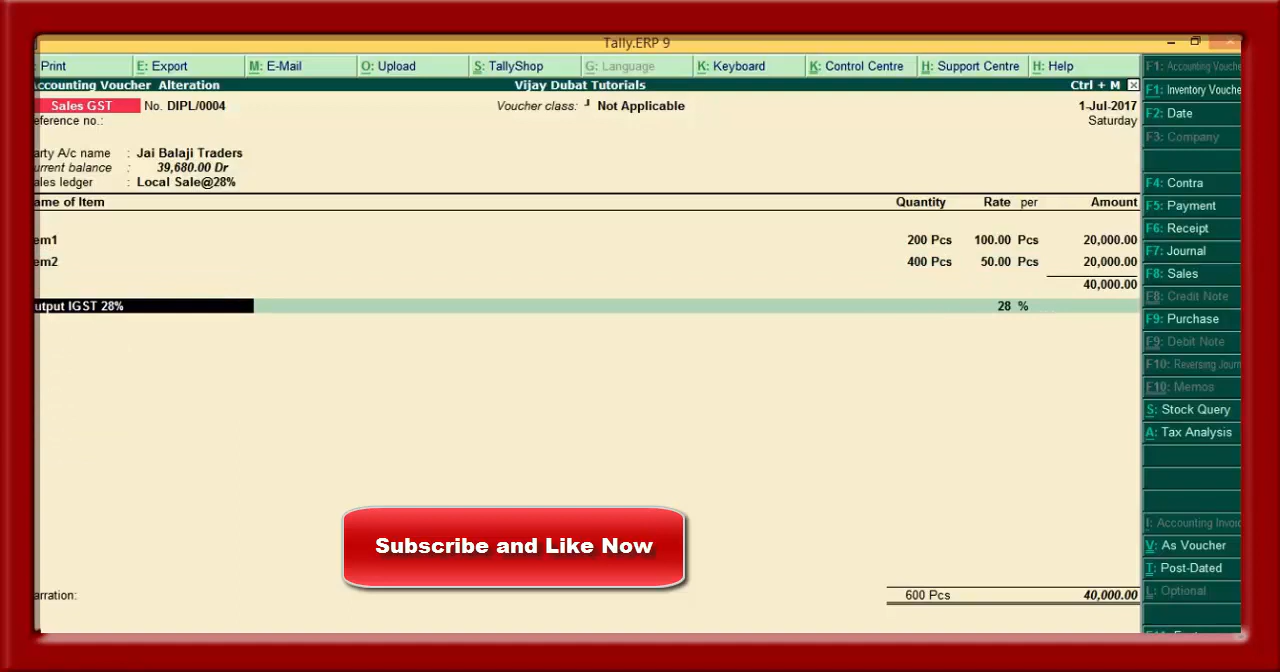 Tally.ERP 9
Print E: Export M: E-Mail O: Upload S: TallyShop G: Language K: Keyboard K: Control Centre H: Support Centre H: Help
ccounting Voucher Alteration Vijay Dubat Tutorials Ctrl + M
Sales GST No. DIPL/0004 Voucher class: ┘ Not Applicable 1-Jul-2017
eference no.: Saturday
arty A/c name : Jai Balaji Traders
urrent balance : 39,680.00 Dr
ales ledger : Local Sale@28%
ame of Item Quantity Rate per Amount
em1 200 Pcs 100.00 Pcs 20,000.00
em2 400 Pcs 50.00 Pcs 20,000.00
40,000.00
utput IGST 28% 28 %
Subscribe and Like Now
arration: 600 Pcs 40,000.00
F1: Accounting Vouche
F1: Inventory Vouche
F2: Date
F3: Company
F4: Contra
F5: Payment
F6: Receipt
F7: Journal
F8: Sales
F8: Credit Note
F9: Purchase
F9: Debit Note
F10: Reversing Journ
F10: Memos
S: Stock Query
A: Tax Analysis
I: Accounting Invoic
V: As Voucher
T: Post-Dated
L: Optional